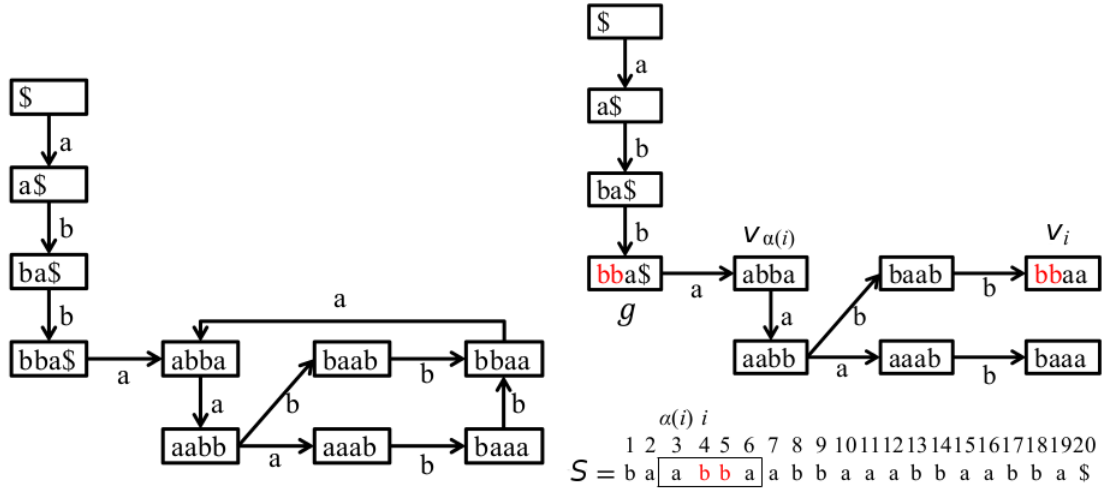 $
a
a$
b
ba$
b
bba$
a
abba
a
aabb
b
baab
b
bbaa
a
a
aaab
b
baaa
b
$
a
a$
b
ba$
b
bba$
g
a
vα(i)
abba
a
aabb
b
baab
b
vi
bbaa
a
aaab
b
baaa
α(i) i
1 2 3 4 5 6 7 8 9 10 11 12 13 14 15 16 17 18 19 20
S = b a a b b a a b b a a a b b a a b b a $